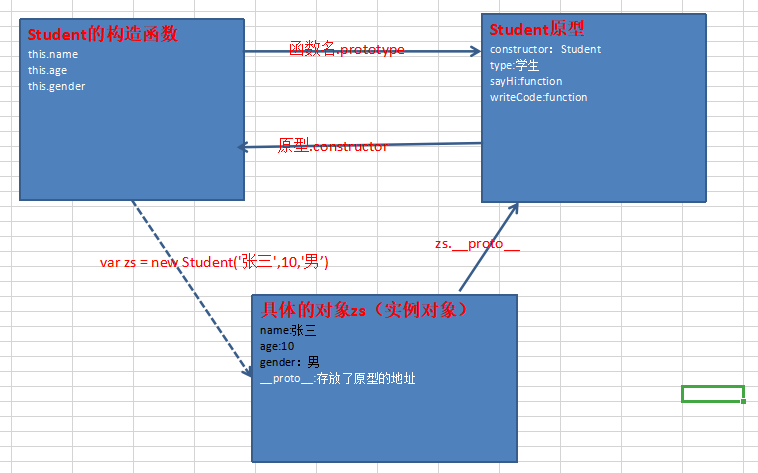 Student的构造函数
this.name
this.age
this.gender
函数名.prototype
Student原型
constructor：Student
type:学生
sayHi:function
writeCode:function
原型.constructor
var zs = new Student('张三',10,'男’)
zs.__proto__
具体的对象zs（实例对象）
name:张三
age:10
gender：男
__proto__:存放了原型的地址